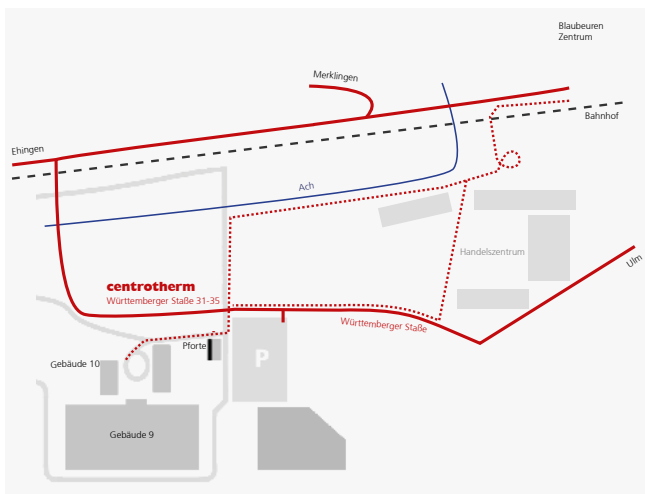 Blaubeuren
Zentrum
Merklingen
Bahnhof
Ehingen
Ach
Handelszentrum
Ulm
centrotherm
Württemberger Staße 31-35
Württemberger Staße
Pforte
P
Gebäude 10
Gebäude 9